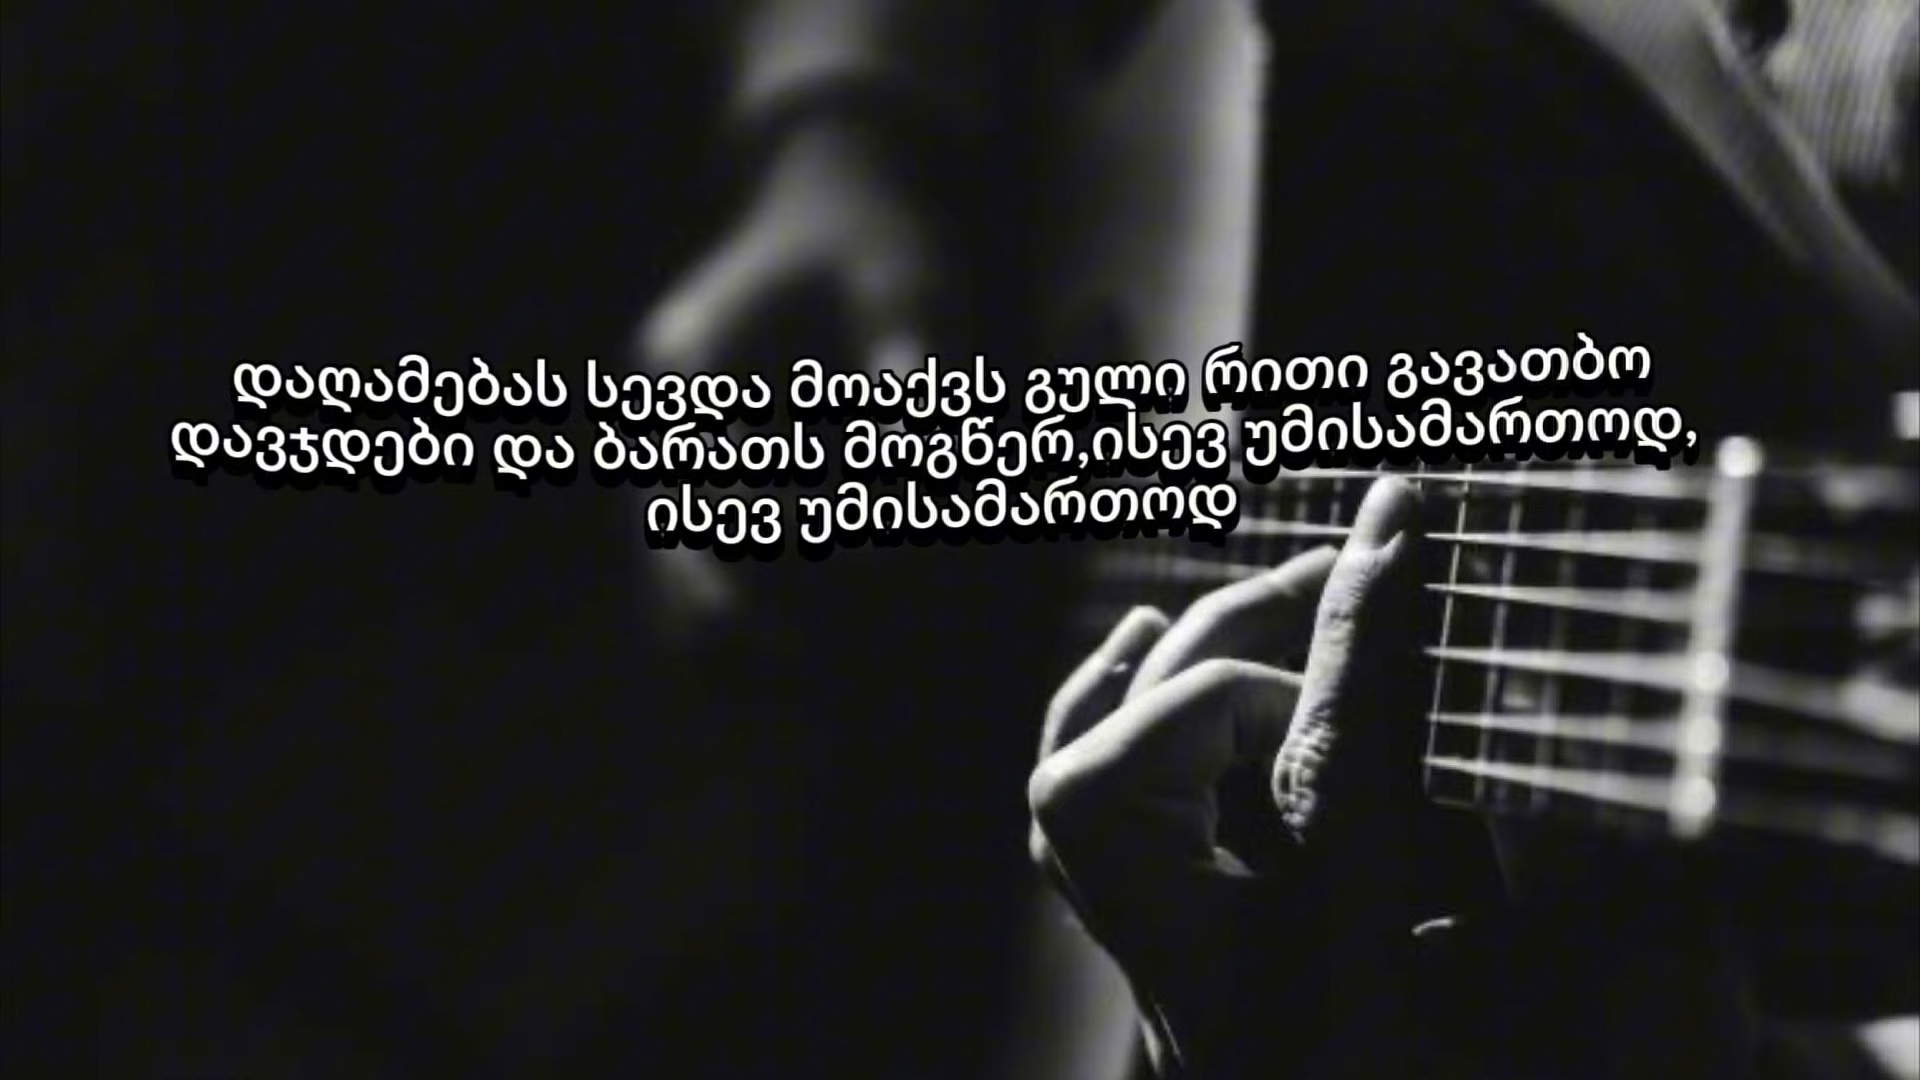 დაღამებას სევდა მოაქვს გული რითი გავათბო
დავჯდები და ბარათს მოგწერ,ისევ უმისამართოდ,
ისევ უმისამართოდ